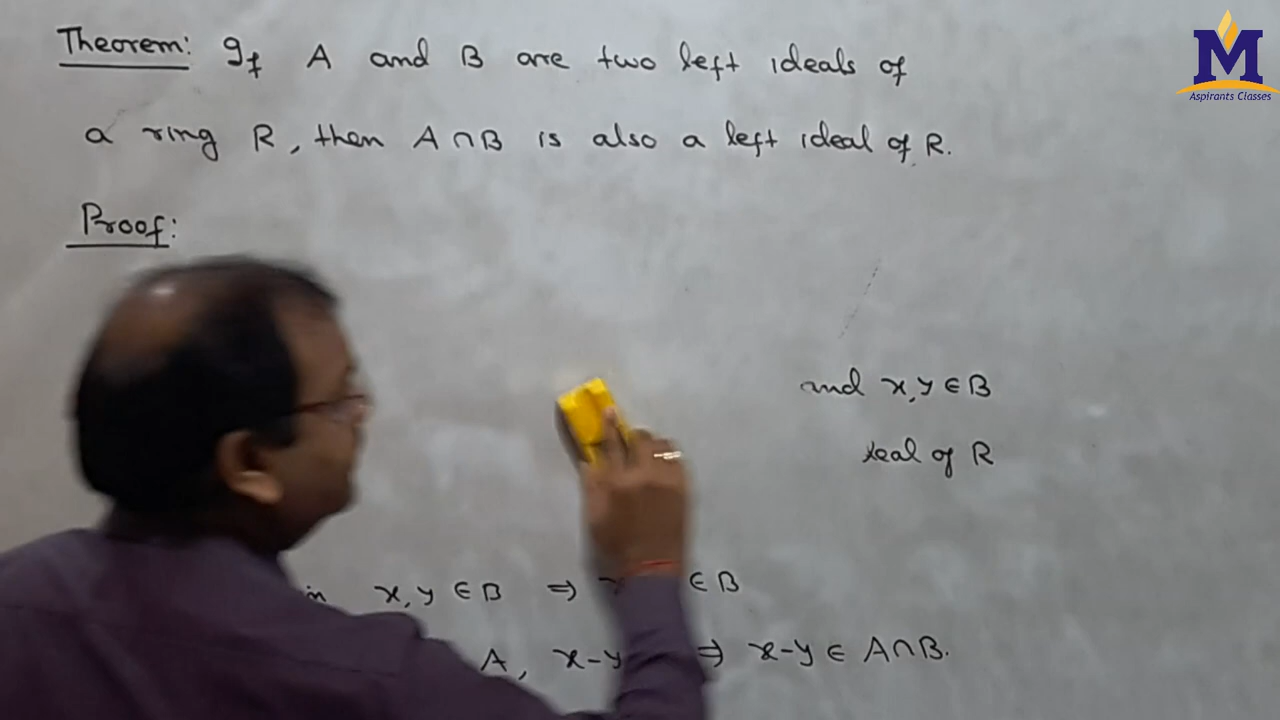 Theorem: If A and B are two left ideals of
a ring R, then A ∩ B is also a left ideal of R.
Proof:
and x, y ∈ B
of R
x, y ∈ B ⇒ ∈ B
A, x-y ⇒ x-y ∈ A∩B.
M
Aspirants Classes